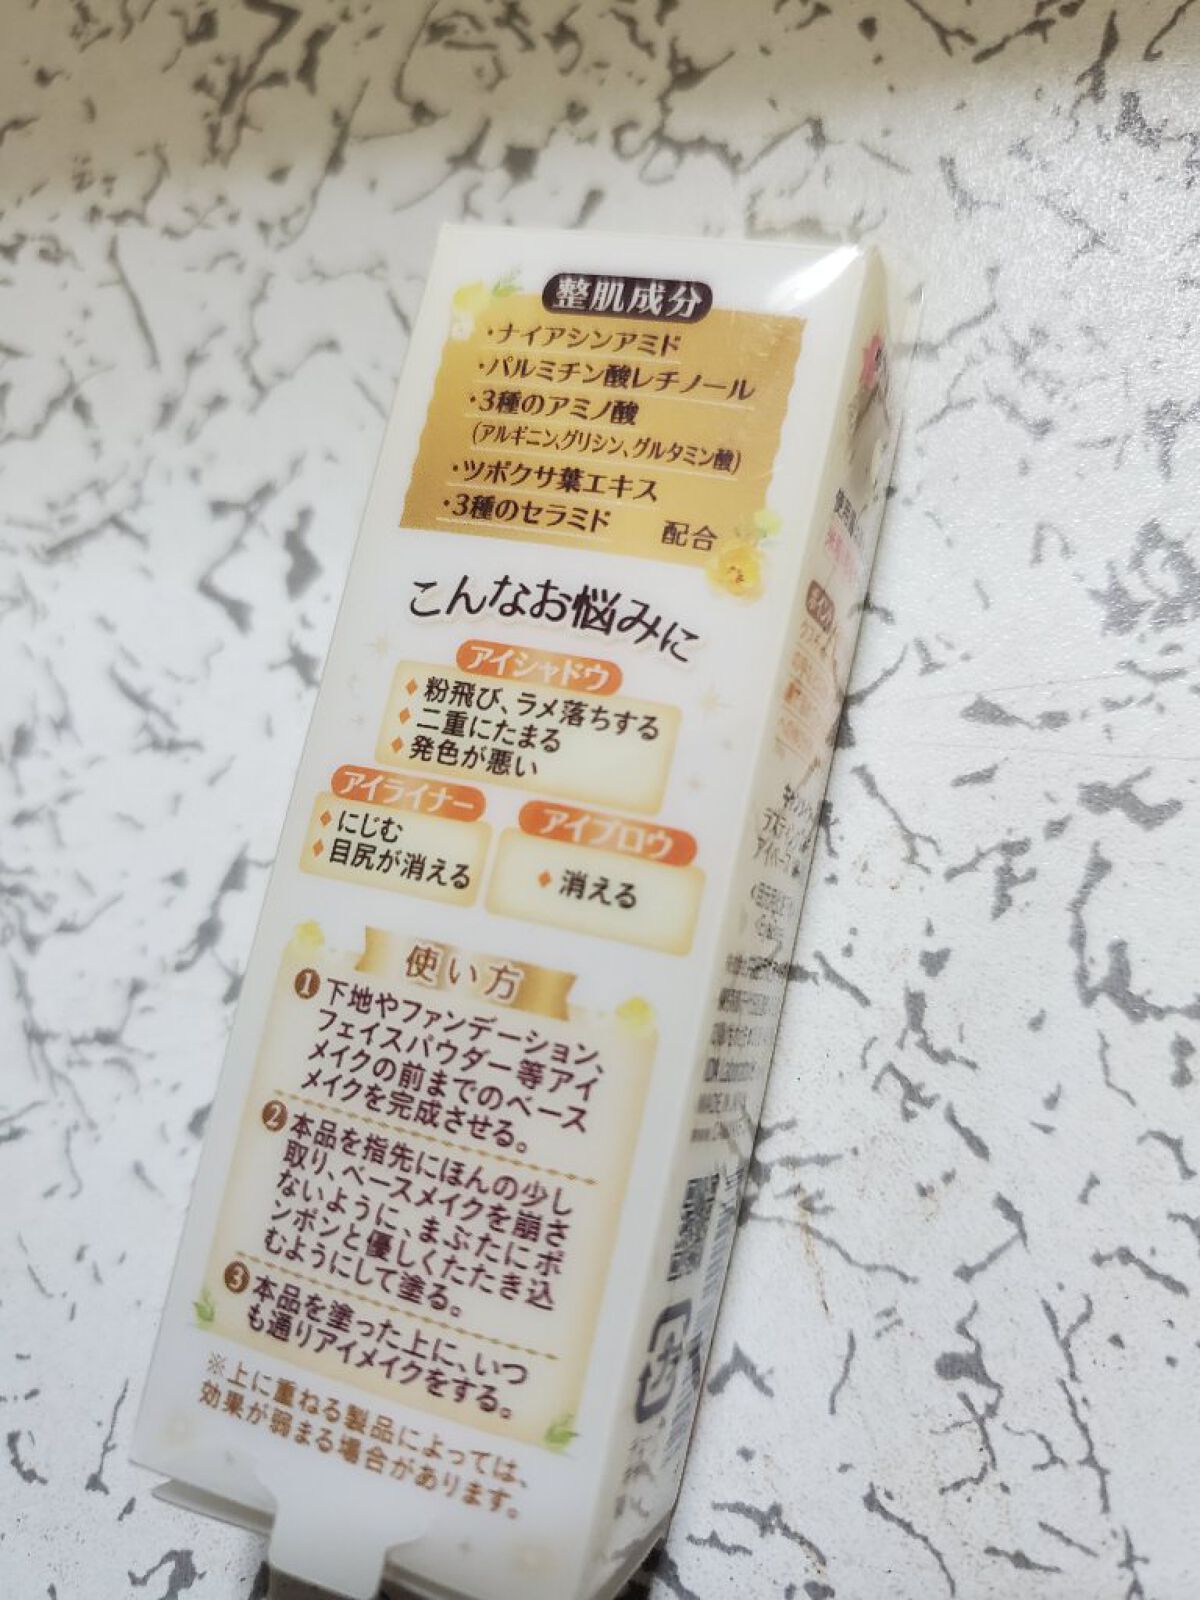 整肌成分
・ナイアシンアミド
・パルミチン酸レチノール
・3種のアミノ酸
(アルギニン、グリシン、グルタミン酸)
・ツボクサ葉エキス
・3種のセラミド 配合
こんなお悩みに
アイシャドウ
粉飛び、ラメ落ちする
二重にたまる
発色が悪い
アイライナー
にじむ
目尻が消える
アイブロウ
消える
使い方
1 下地やファンデーション、
フェイスパウダー等アイ
メイクの前までのベース
メイクを完成させる。
2 本品を指先にほんの少し
取り、ベースメイクを崩さ
ないように、まぶたにポ
ンポンと優しくたたき込
むようにして塗る。
3 本品を塗った上に、いつ
も通りアイメイクをする。
※上に重ねる製品によっては、
効果が弱まる場合があります。